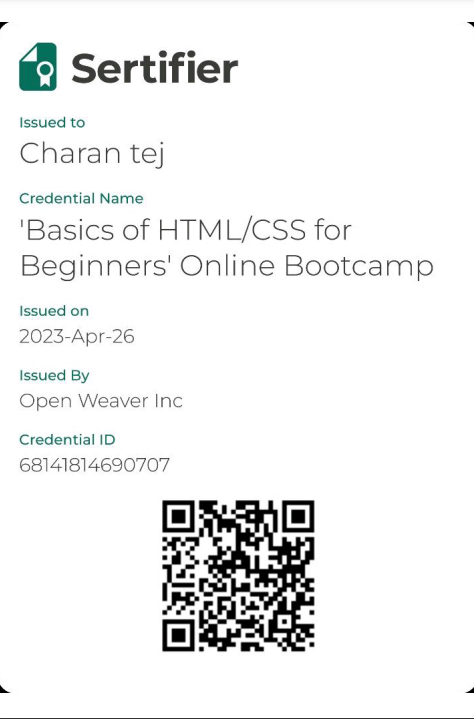 Sertifier
Issued to
Charan tej
Credential Name
'Basics of HTML/CSS for
Beginners' Online Bootcamp
Issued on
2023-Apr-26
Issued By
Open Weaver Inc
Credential ID
68141814690707